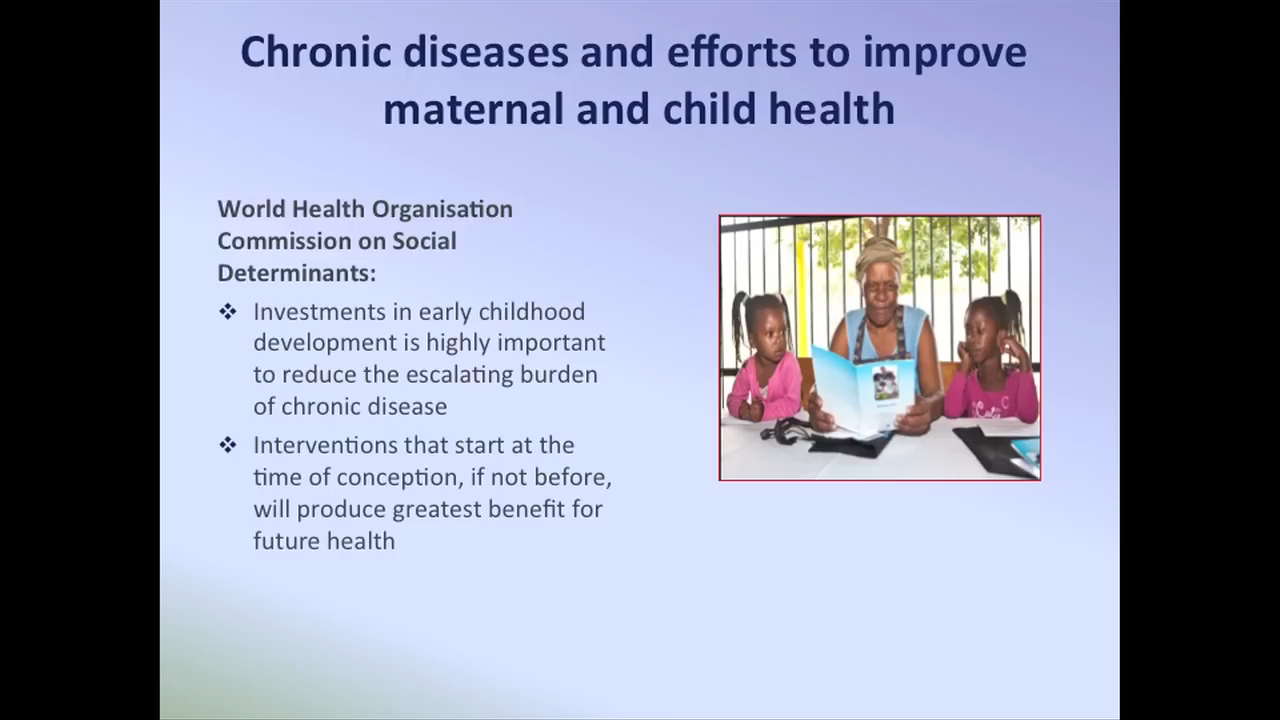 Chronic diseases and efforts to improve
maternal and child health
World Health Organisation
Commission on Social
Determinants:
Investments in early childhood
development is highly important
to reduce the escalating burden
of chronic disease
Interventions that start at the
time of conception, if not before,
will produce greatest benefit for
future health